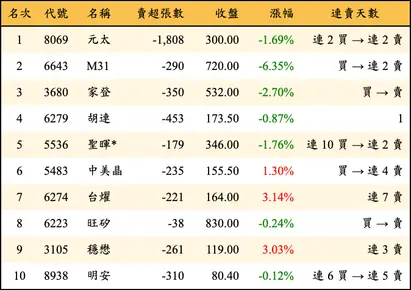 名次 代號 名稱 賣超張數 收盤 漲幅 連賣天數
1 8069 元太 -1,808 300.00 -1.69% 連 2 買 → 連 2 賣
2 6643 M31 -290 720.00 -6.35% 買 → 連 2 賣
3 3680 家登 -350 532.00 -2.70% 買 → 賣
4 6279 胡連 -453 173.50 -0.87% 1
5 5536 聖暉* -179 346.00 -1.76% 連 10 買 → 連 2 賣
6 5483 中美晶 -235 155.50 1.30% 買 → 連 4 賣
7 6274 台燿 -221 164.00 3.14% 連 7 賣
8 6223 旺矽 -38 830.00 -0.24% 買 → 賣
9 3105 穩懋 -261 119.00 3.03% 連 3 賣
10 8938 明安 -310 80.40 -0.12% 連 6 買 → 連 5 賣